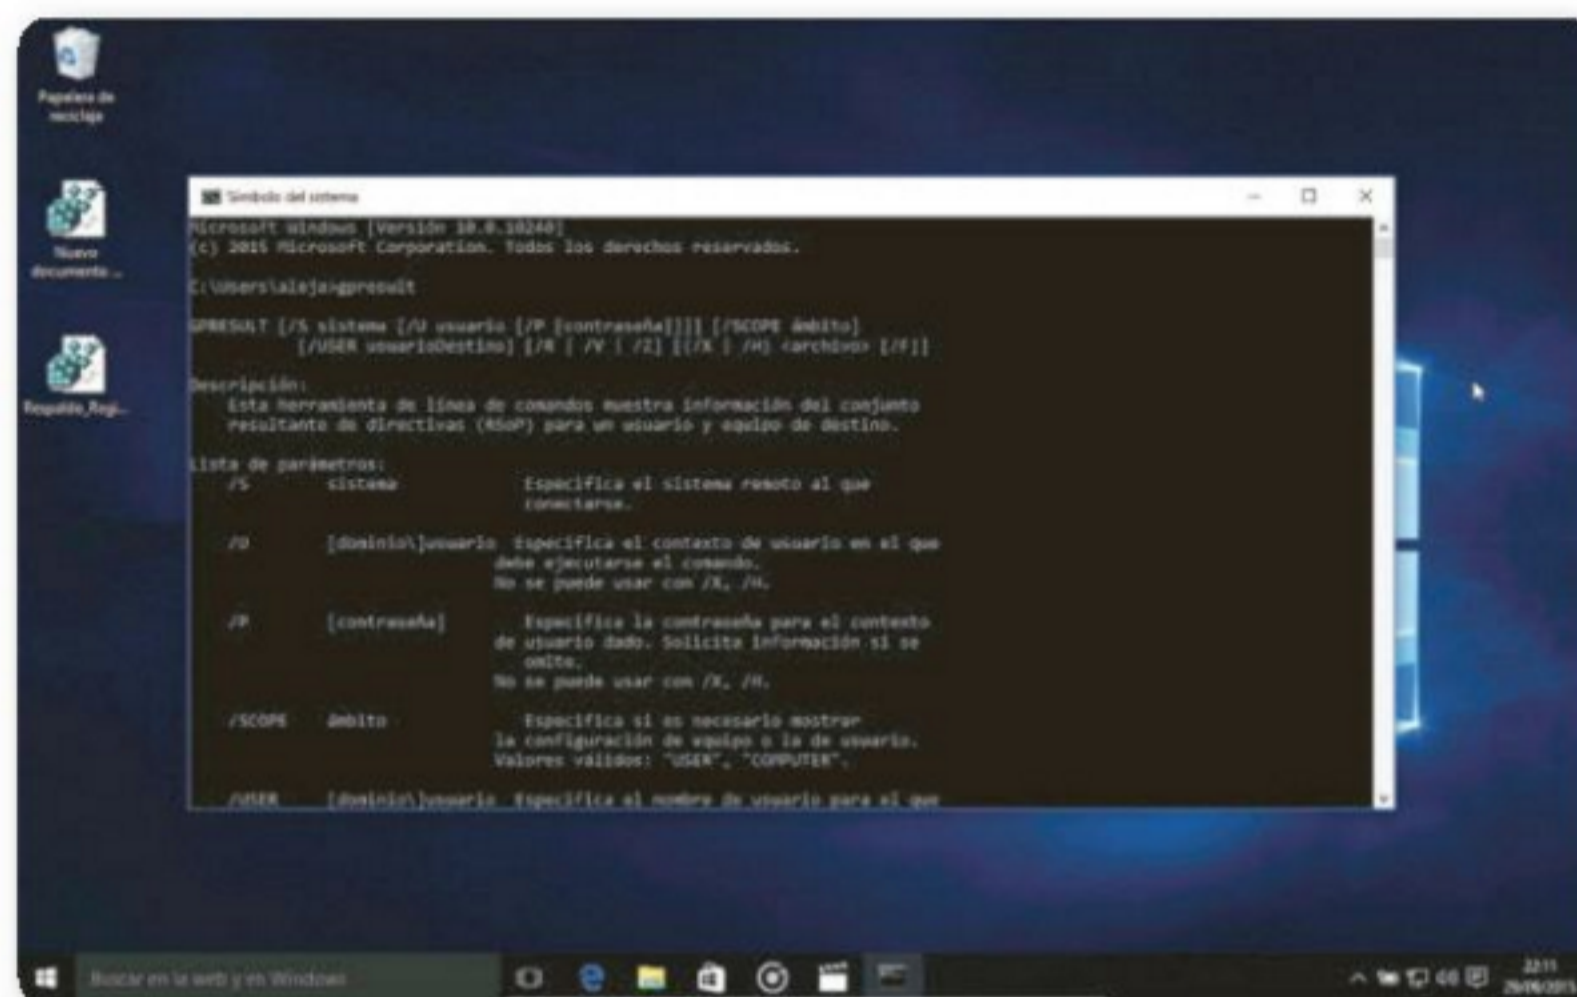 Papelera de
reciclaje
Nuevo
documento ...
Respaldo_Regi...
Símbolo del sistema
Microsoft Windows [Versión 10.0.10240]
(c) 2015 Microsoft Corporation. Todos los derechos reservados.
C:\Users\aleja>gpresult
GPRESULT [/S sistema [/U usuario [/P [contraseña]]]] [/SCOPE ámbito]
[/USER usuarioDestino] [/R | /V | /Z] [(/X | /H) <archivo> [/F]]
Descripción:
Esta herramienta de línea de comandos muestra información del conjunto
resultante de directivas (RSoP) para un usuario y equipo de destino.
Lista de parámetros:
/S sistema Especifica el sistema remoto al que
conectarse.
/U [dominio\]usuario Especifica el contexto de usuario en el que
debe ejecutarse el comando.
No se puede usar con /X, /H.
/P [contraseña] Especifica la contraseña para el contexto
de usuario dado. Solicita información si se
omite.
No se puede usar con /X, /H.
/SCOPE ámbito Especifica si es necesario mostrar
la configuración de equipo o la de usuario.
Valores válidos: "USER", "COMPUTER".
/USER [dominio\]usuario Especifica el nombre de usuario para el que
Buscar en la web y en Windows
22:11